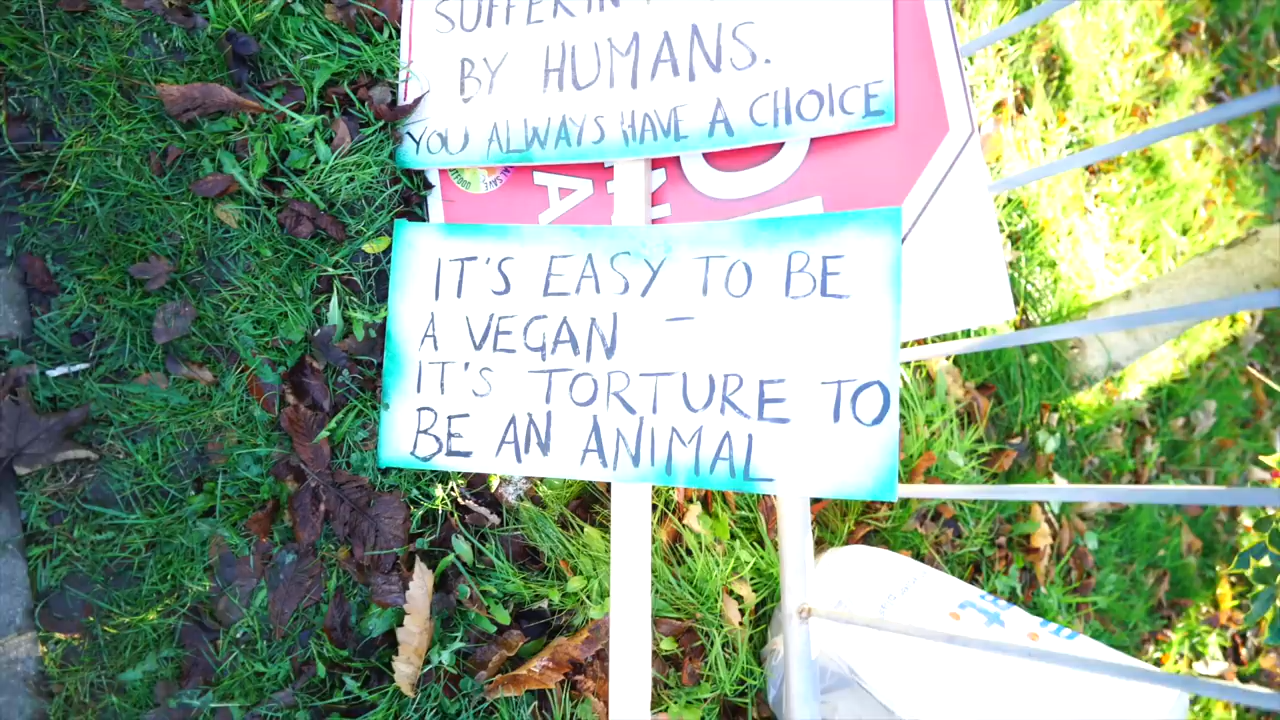 BY HUMANS.
YOU ALWAYS HAVE A CHOICE
IT'S EASY TO BE
A VEGAN –
IT'S TORTURE TO
BE AN ANIMAL